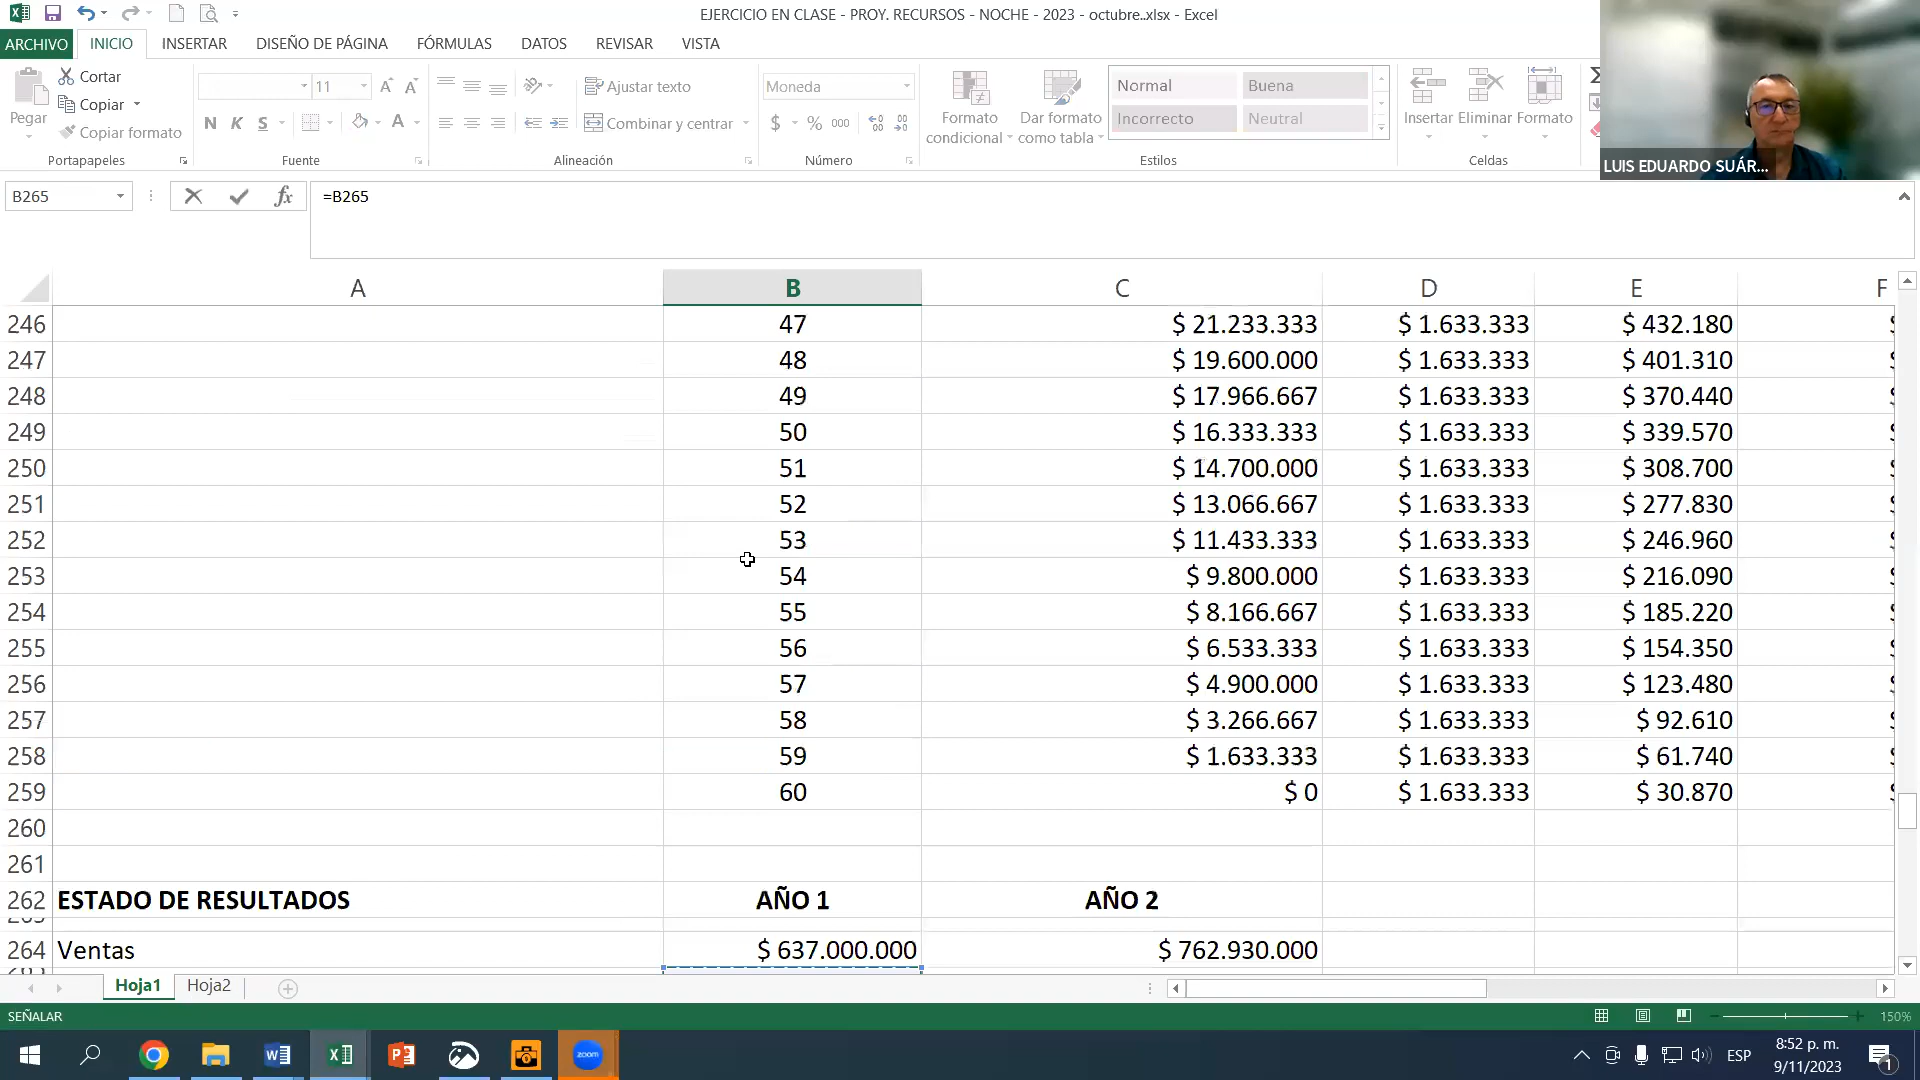 EJERCICIO EN CLASE - PROY. RECURSOS - NOCHE - 2023 - octubre..xlsx - Excel
ARCHIVO INICIO INSERTAR DISEÑO DE PÁGINA FÓRMULAS DATOS REVISAR VISTA
Pegar
Cortar
Copiar
Copiar formato
Portapapeles
11
N K S
Fuente
Ajustar texto
Combinar y centrar
Alineación
Moneda
$ % 000
Número
Formato condicional
Dar formato como tabla
Normal Buena
Incorrecto Neutral
Estilos
Insertar Eliminar Formato
Celdas
LUIS EDUARDO SUÁR...
B265 fx =B265
A B C D E F
246 47 $ 21.233.333 $ 1.633.333 $ 432.180
247 48 $ 19.600.000 $ 1.633.333 $ 401.310
248 49 $ 17.966.667 $ 1.633.333 $ 370.440
249 50 $ 16.333.333 $ 1.633.333 $ 339.570
250 51 $ 14.700.000 $ 1.633.333 $ 308.700
251 52 $ 13.066.667 $ 1.633.333 $ 277.830
252 53 $ 11.433.333 $ 1.633.333 $ 246.960
253 54 $ 9.800.000 $ 1.633.333 $ 216.090
254 55 $ 8.166.667 $ 1.633.333 $ 185.220
255 56 $ 6.533.333 $ 1.633.333 $ 154.350
256 57 $ 4.900.000 $ 1.633.333 $ 123.480
257 58 $ 3.266.667 $ 1.633.333 $ 92.610
258 59 $ 1.633.333 $ 1.633.333 $ 61.740
259 60 $ 0 $ 1.633.333 $ 30.870
260
261
262 ESTADO DE RESULTADOS AÑO 1 AÑO 2
264 Ventas $ 637.000.000 $ 762.930.000
Hoja1 Hoja2
SEÑALAR 150%
zoom
ESP
8:52 p. m.
9/11/2023
1